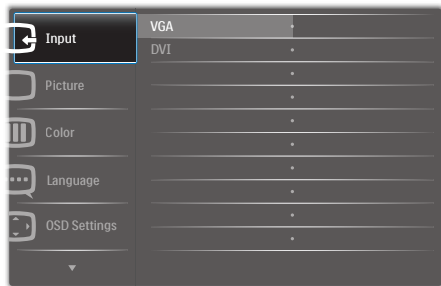 Input
Picture
Color
Language
OSD Settings
VGA
DVI